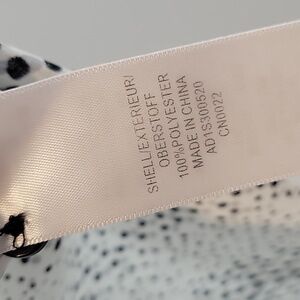 SHELL/EXTERIEUR/
OBERSTOFF
100%POLYESTER
MADE IN CHINA
AD1S300520
CN0022